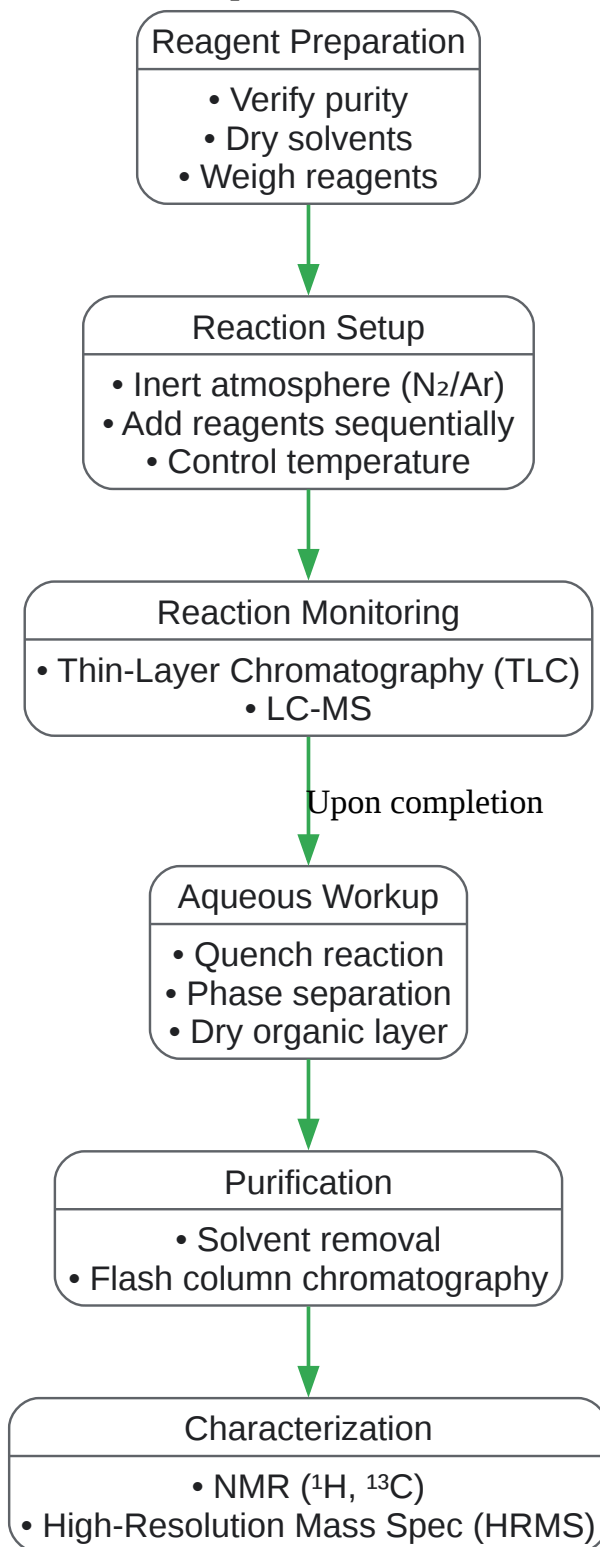 Reagent Preparation
• Verify purity
• Dry solvents
• Weigh reagents
Reaction Setup
• Inert atmosphere (N₂/Ar)
• Add reagents sequentially
• Control temperature
Reaction Monitoring
• Thin-Layer Chromatography (TLC)
• LC-MS
Upon completion
Aqueous Workup
• Quench reaction
• Phase separation
• Dry organic layer
Purification
• Solvent removal
• Flash column chromatography
Characterization
• NMR (¹H, ¹³C)
• High-Resolution Mass Spec (HRMS)